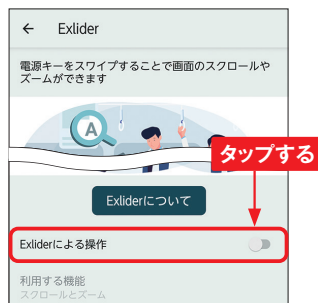 ← Exlider
電源キーをスワイプすることで画面のスクロールや
ズームができます
A
タップする
Exliderについて
Exliderによる操作
利用する機能
スクロールとズーム